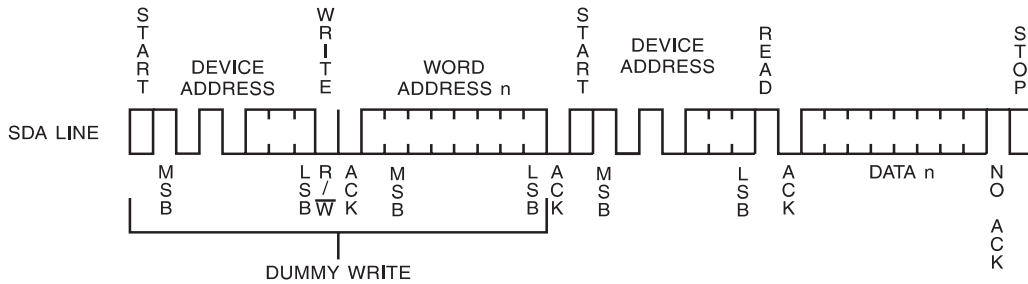 START
WRITE
START
READ
STOP
DEVICE
ADDRESS
WORD
ADDRESS n
DEVICE
ADDRESS
SDA LINE
MSB
LSB
R/W
ACK
MSB
LSB
ACK
MSB
LSB
ACK
DATA n
NO ACK
DUMMY WRITE